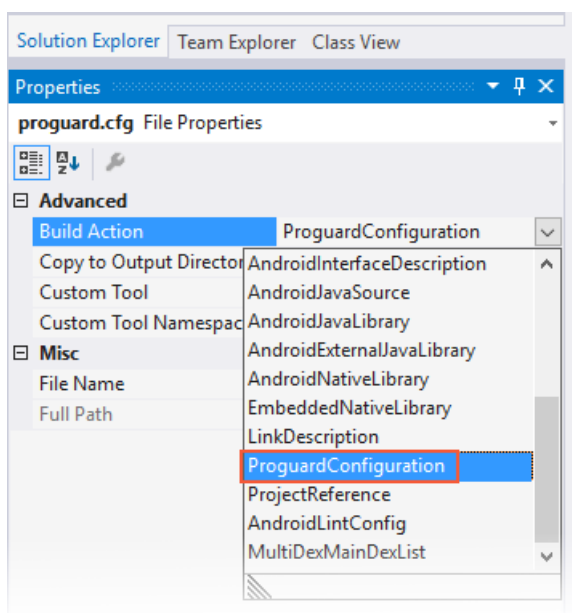 Solution Explorer Team Explorer Class View
Properties
proguard.cfg File Properties
Advanced
Build Action ProguardConfiguration
Copy to Output Director
Custom Tool
Custom Tool Namespac
Misc
File Name
Full Path
AndroidInterfaceDescription
AndroidJavaSource
AndroidJavaLibrary
AndroidExternalJavaLibrary
AndroidNativeLibrary
EmbeddedNativeLibrary
LinkDescription
ProguardConfiguration
ProjectReference
AndroidLintConfig
MultiDexMainDexList